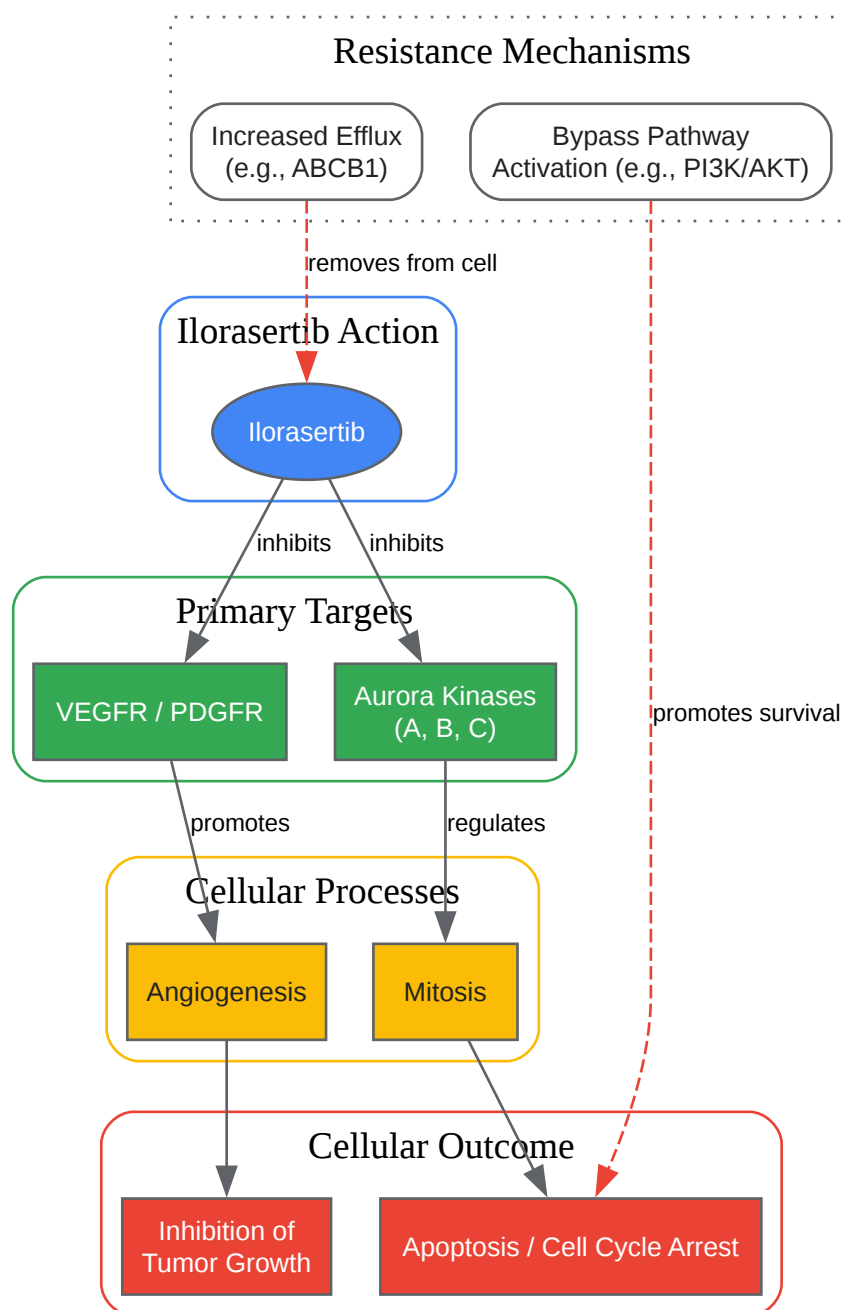 Resistance Mechanisms
Increased Efflux
(e.g., ABCB1)
Bypass Pathway
Activation (e.g., PI3K/AKT)
removes from cell
Ilorasertib Action
Ilorasertib
inhibits
inhibits
Primary Targets
VEGFR / PDGFR
Aurora Kinases
(A, B, C)
promotes survival
promotes
regulates
Cellular Processes
Angiogenesis
Mitosis
Cellular Outcome
Inhibition of
Tumor Growth
Apoptosis / Cell Cycle Arrest